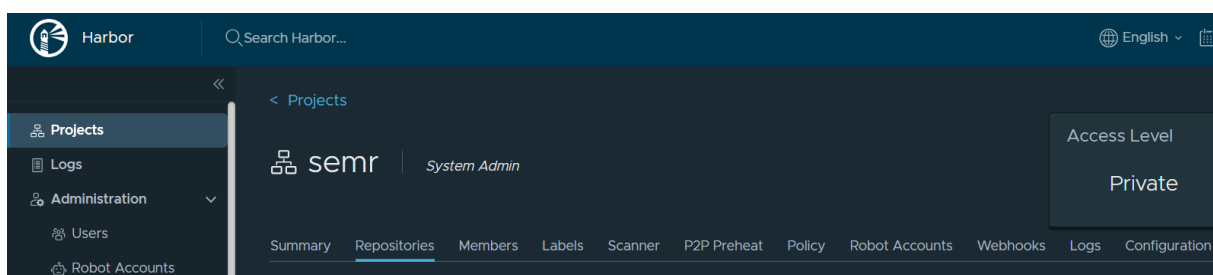 Harbor
Search Harbor...
English
< Projects
Projects
Logs
Administration
Users
Robot Accounts
semr
System Admin
Access Level
Private
Summary Repositories Members Labels Scanner P2P Preheat Policy Robot Accounts Webhooks Logs Configuration